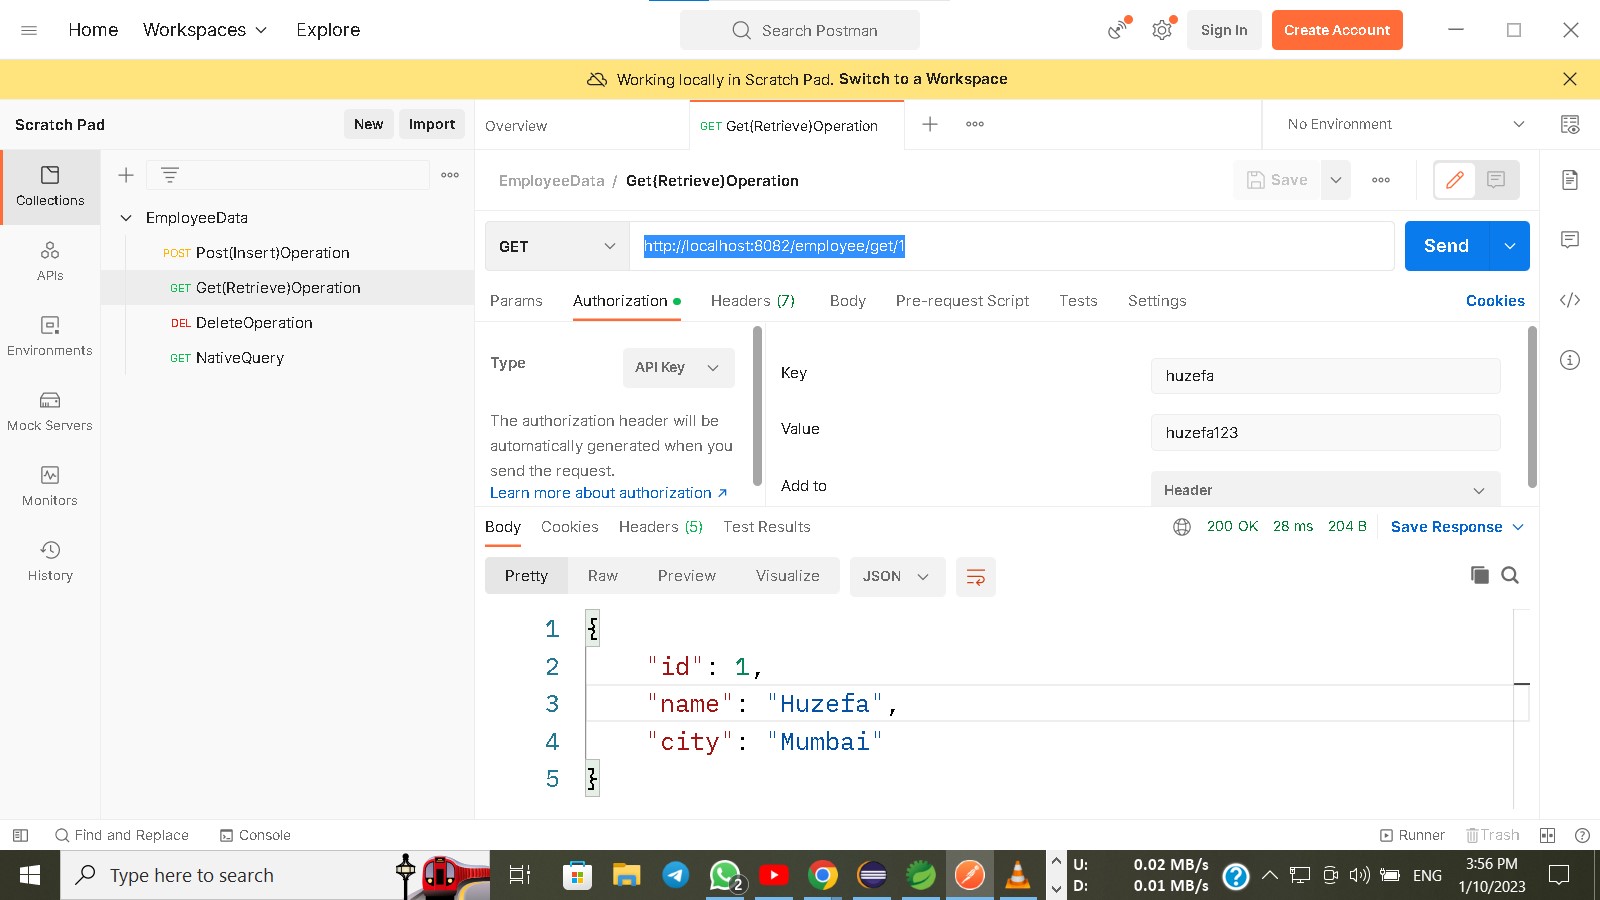 Home Workspaces Explore Search Postman Sign In Create Account
Working locally in Scratch Pad. Switch to a Workspace
Scratch Pad New Import Overview GET Get{Retrieve}Operation No Environment
Collections
APIs
Environments
Mock Servers
Monitors
History
EmployeeData
POST Post(Insert)Operation
GET Get{Retrieve}Operation
DEL DeleteOperation
GET NativeQuery
EmployeeData / Get{Retrieve}Operation Save
GET http://localhost:8082/employee/get/1 Send
Params Authorization Headers (7) Body Pre-request Script Tests Settings Cookies
Type API Key
The authorization header will be
automatically generated when you
send the request.
Learn more about authorization ↗
Key huzefa
Value huzefa123
Add to Header
Body Cookies Headers (5) Test Results 200 OK 28 ms 204 B Save Response
Pretty Raw Preview Visualize JSON
1 {
2 "id": 1,
3 "name": "Huzefa",
4 "city": "Mumbai"
5 }
Find and Replace Console Runner Trash
Type here to search 2 U: 0.02 MB/s D: 0.01 MB/s ENG 3:56 PM 1/10/2023